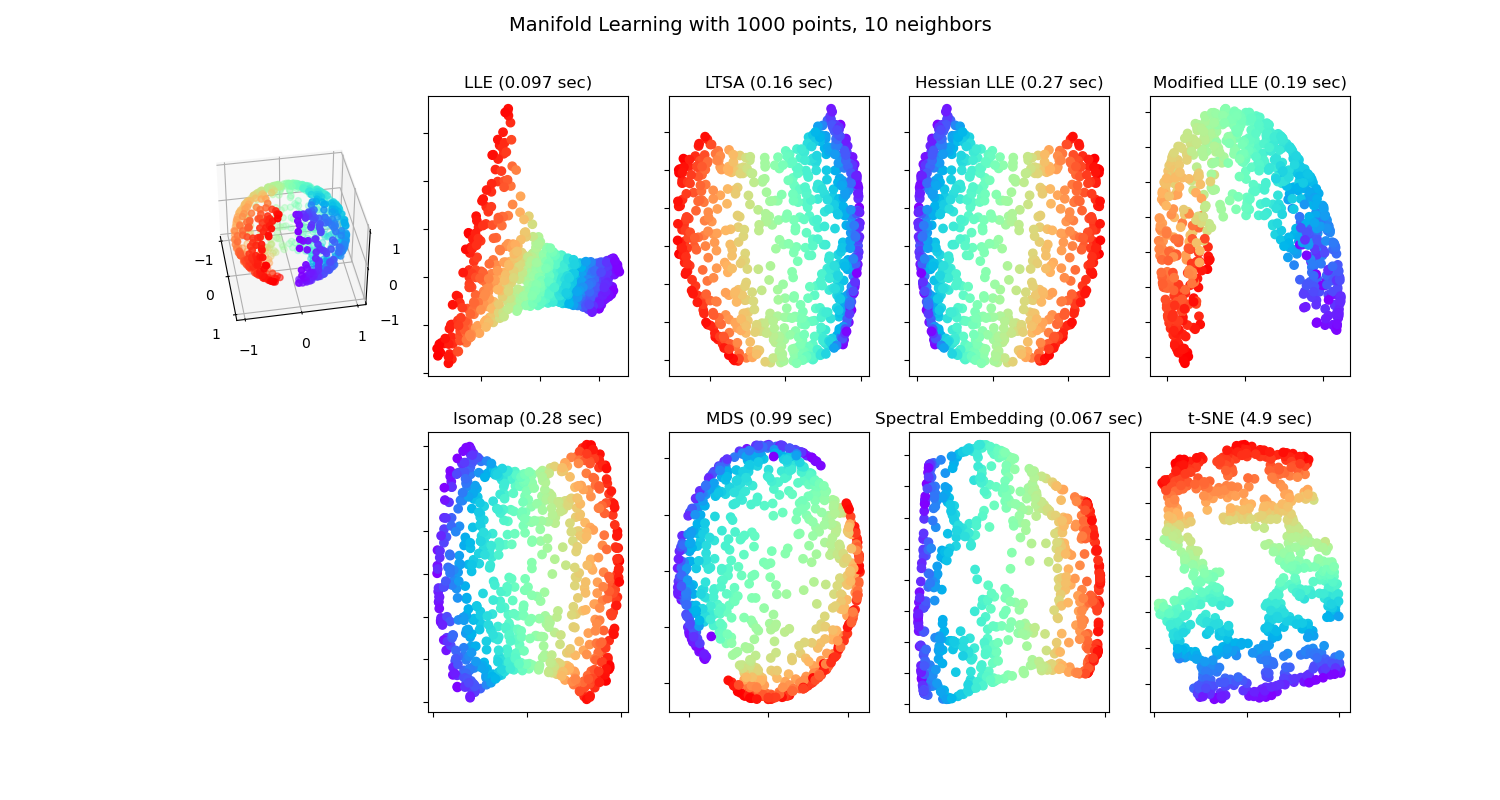 Manifold Learning with 1000 points, 10 neighbors
LLE (0.097 sec)
LTSA (0.16 sec)
Hessian LLE (0.27 sec)
Modified LLE (0.19 sec)
−1
0
1
−1
0
1
1
0
−1
Isomap (0.28 sec)
MDS (0.99 sec)
Spectral Embedding (0.067 sec)
t-SNE (4.9 sec)